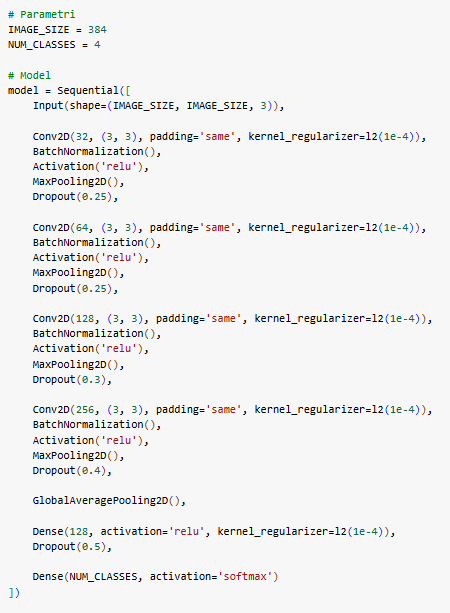 # Parametri
IMAGE_SIZE = 384
NUM_CLASSES = 4

# Model
model = Sequential([
    Input(shape=(IMAGE_SIZE, IMAGE_SIZE, 3)),

    Conv2D(32, (3, 3), padding='same', kernel_regularizer=l2(1e-4)),
    BatchNormalization(),
    Activation('relu'),
    MaxPooling2D(),
    Dropout(0.25),

    Conv2D(64, (3, 3), padding='same', kernel_regularizer=l2(1e-4)),
    BatchNormalization(),
    Activation('relu'),
    MaxPooling2D(),
    Dropout(0.25),

    Conv2D(128, (3, 3), padding='same', kernel_regularizer=l2(1e-4)),
    BatchNormalization(),
    Activation('relu'),
    MaxPooling2D(),
    Dropout(0.3),

    Conv2D(256, (3, 3), padding='same', kernel_regularizer=l2(1e-4)),
    BatchNormalization(),
    Activation('relu'),
    MaxPooling2D(),
    Dropout(0.4),

    GlobalAveragePooling2D(),

    Dense(128, activation='relu', kernel_regularizer=l2(1e-4)),
    Dropout(0.5),

    Dense(NUM_CLASSES, activation='softmax')
])